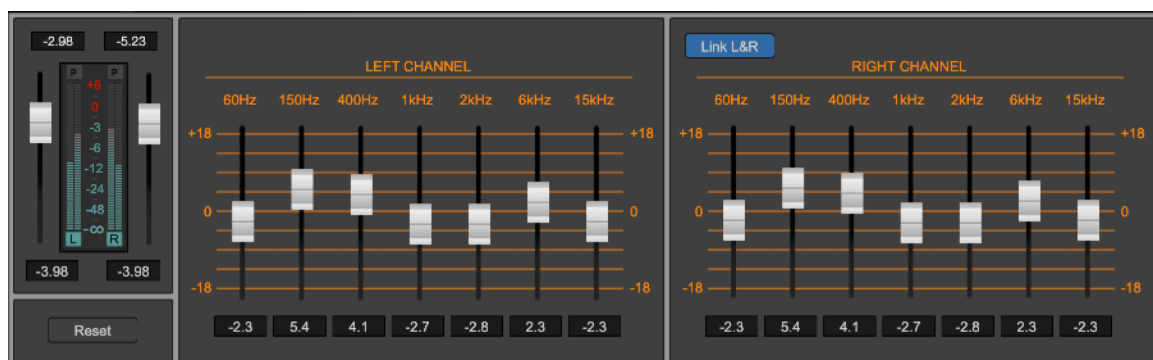 -2.98 -5.23
P P
+6
0
-3
-6
-12
-24
-48
-∞
L R
-3.98 -3.98
Reset
LEFT CHANNEL
60Hz 150Hz 400Hz 1kHz 2kHz 6kHz 15kHz
+18 +18
0 0
-18 -18
-2.3 5.4 4.1 -2.7 -2.8 2.3 -2.3
Link L&R
RIGHT CHANNEL
60Hz 150Hz 400Hz 1kHz 2kHz 6kHz 15kHz
+18 +18
0 0
-18 -18
-2.3 5.4 4.1 -2.7 -2.8 2.3 -2.3